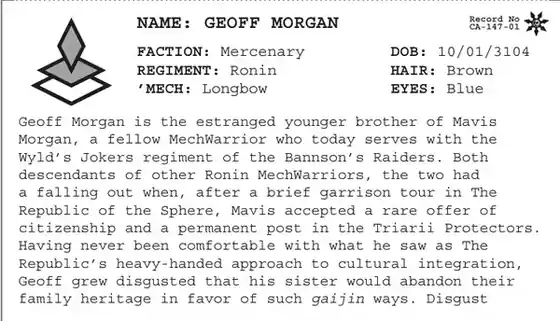 NAME: GEOFF MORGAN
Record No
CA-147-01
FACTION: Mercenary
DOB: 10/01/3104
REGIMENT: Ronin
HAIR: Brown
’MECH: Longbow
EYES: Blue
Geoff Morgan is the estranged younger brother of Mavis
Morgan, a fellow MechWarrior who today serves with the
Wyld’s Jokers regiment of the Bannson’s Raiders. Both
descendants of other Ronin MechWarriors, the two had
a falling out when, after a brief garrison tour in The
Republic of the Sphere, Mavis accepted a rare offer of
citizenship and a permanent post in the Triarii Protectors.
Having never been comfortable with what he saw as The
Republic’s heavy-handed approach to cultural integration,
Geoff grew disgusted that his sister would abandon their
family heritage in favor of such gaijin ways. Disgust